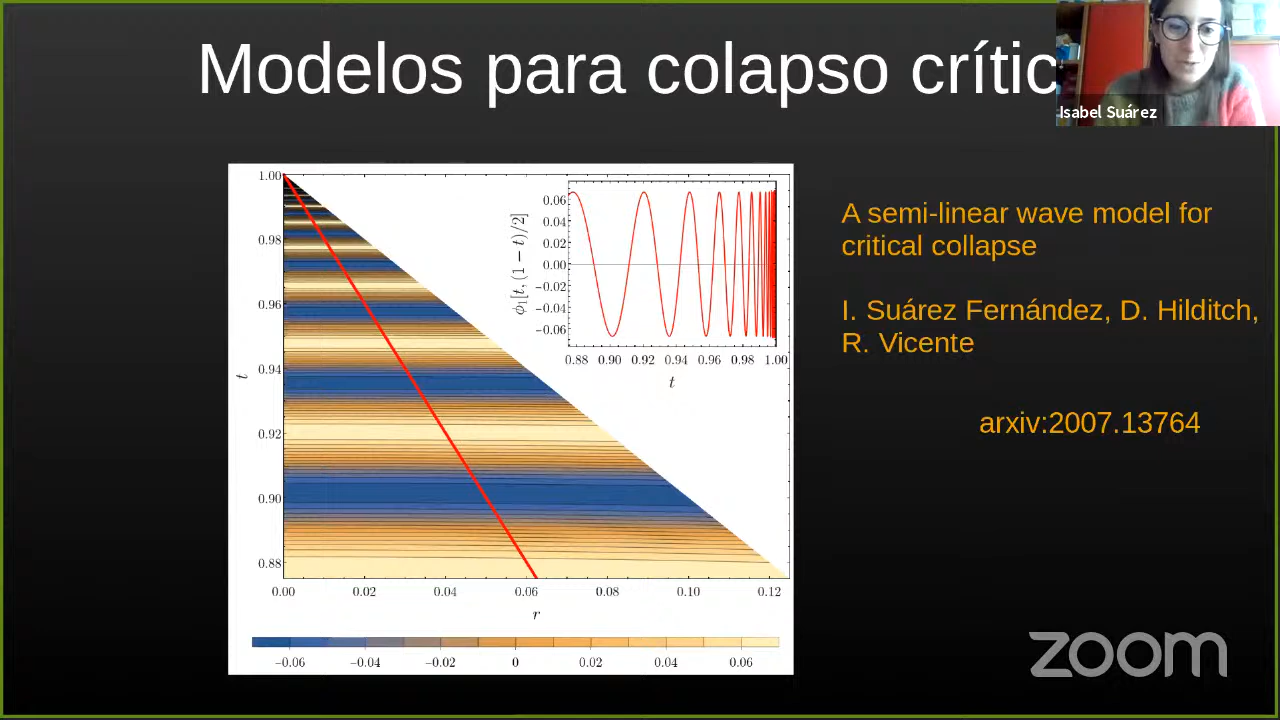 Modelos para colapso crític
Isabel Suárez
A semi-linear wave model for
critical collapse
I. Suárez Fernández, D. Hilditch,
R. Vicente
arxiv:2007.13764
1.00
0.98
0.96
0.94
0.92
0.90
0.88
t
0.00 0.02 0.04 0.06 0.08 0.10 0.12
r
ϕ₁[t, (1 − t)/2]
0.06
0.04
0.02
0.00
−0.02
−0.04
−0.06
0.88 0.90 0.92 0.94 0.96 0.98 1.00
t
−0.06 −0.04 −0.02 0 0.02 0.04 0.06
zoom